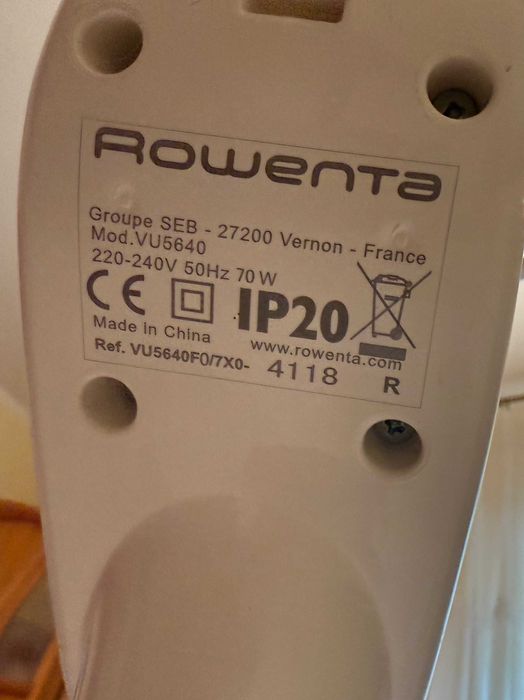 Rowenta
Groupe SEB - 27200 Vernon - France
Mod.VU5640
220-240V 50Hz 70W
CE IP20
Made in China
www.rowenta.com
Ref. VU5640F0/7X0- 4118 R